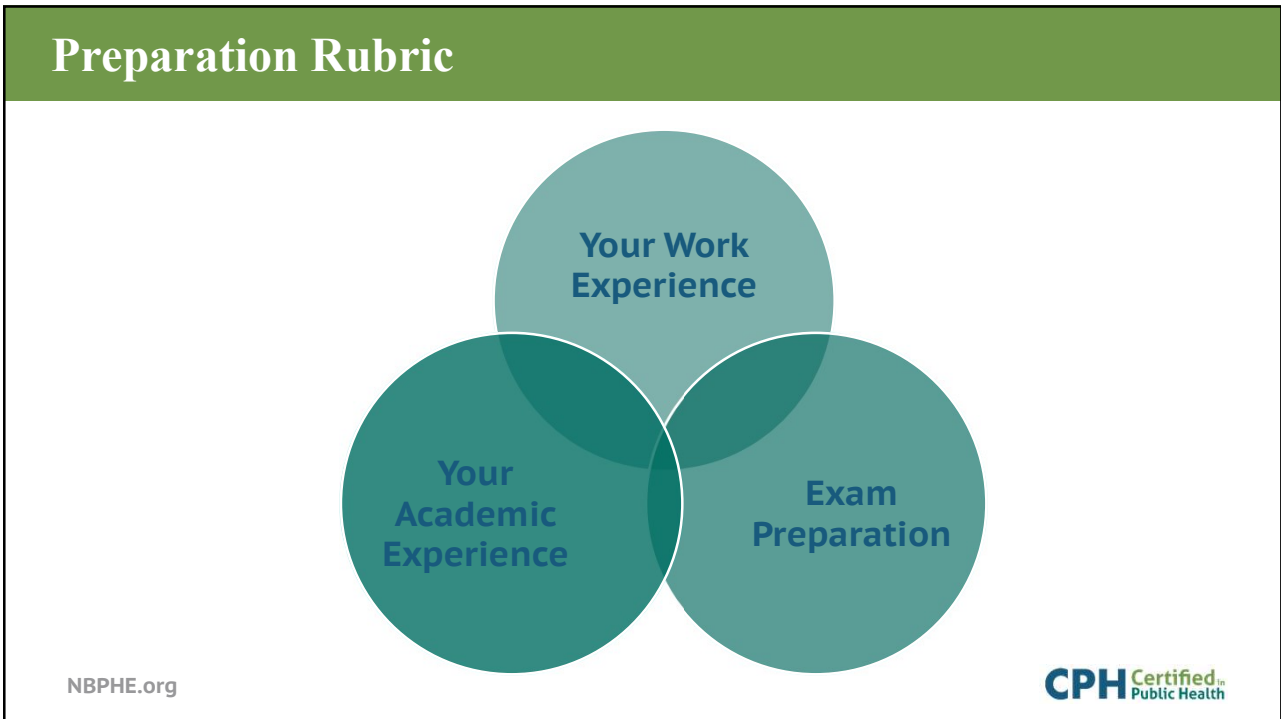 Preparation Rubric
Your Work
Experience
Your
Academic
Experience
Exam
Preparation
NBPHE.org
CPH Certified in
Public Health